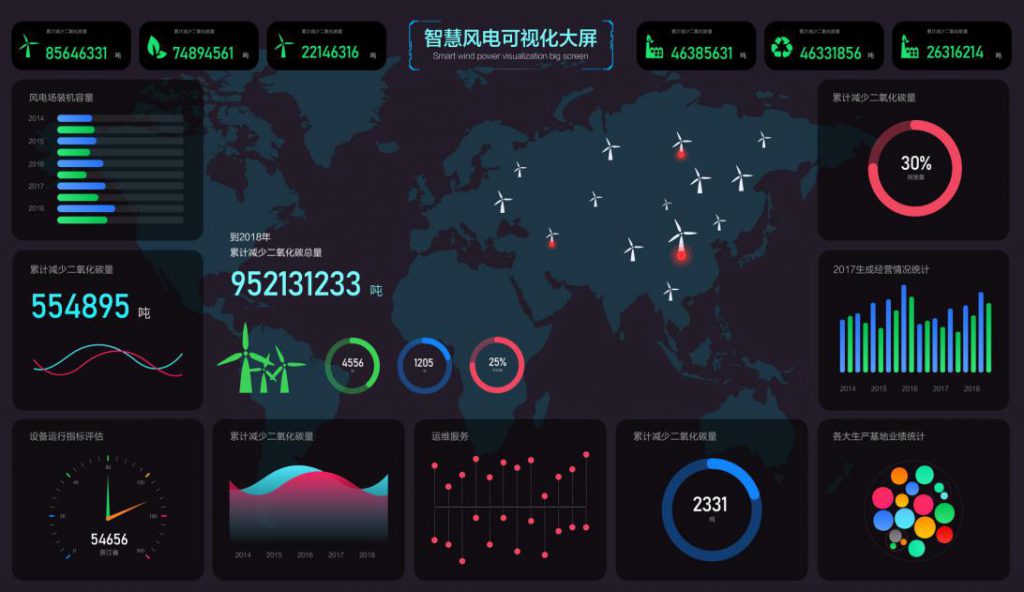 累计减少二氧化碳量
85646331 吨
累计减少二氧化碳量
74894561 吨
累计减少二氧化碳量
22146316 吨
智慧风电可视化大屏
Smart wind power visualization big screen
累计减少二氧化碳量
46385631 吨
累计减少二氧化碳量
46331856 吨
累计减少二氧化碳量
26316214 吨
风电场装机容量
2014
2015
2016
2017
2018
累计减少二氧化碳量
30%
累计减少二氧化碳量
554895 吨
到2018年
累计减少二氧化碳总量
952131233 吨
4556
吨
1205
吨
25%
2017生成经营情况统计
2014 2015 2016 2017 2018
设备运行指标评估
54656
浙江省
累计减少二氧化碳量
2014 2015 2016 2017 2018
运维服务
累计减少二氧化碳量
2331
吨
各大生产基地业绩统计